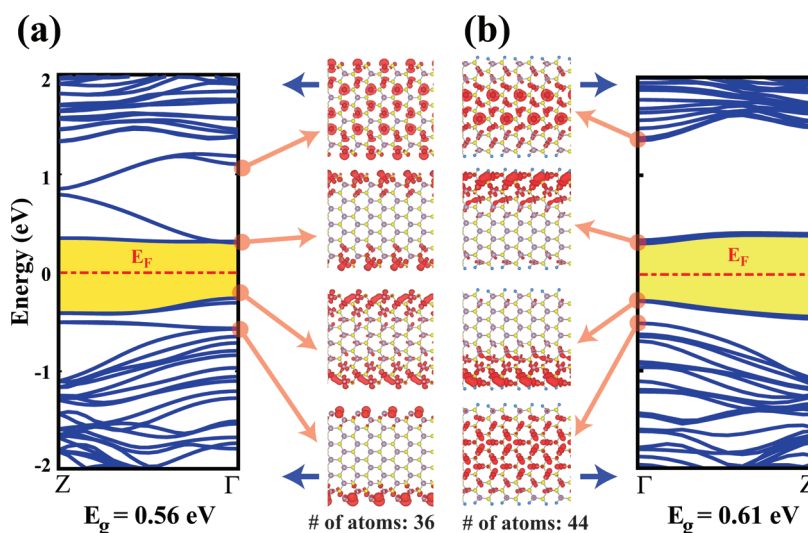 (a)
(b)
2
1
0
-1
-2
Energy (eV)
E_F
E_F
Z
Γ
Γ
Z
E_g = 0.56 eV
# of atoms: 36
# of atoms: 44
E_g = 0.61 eV